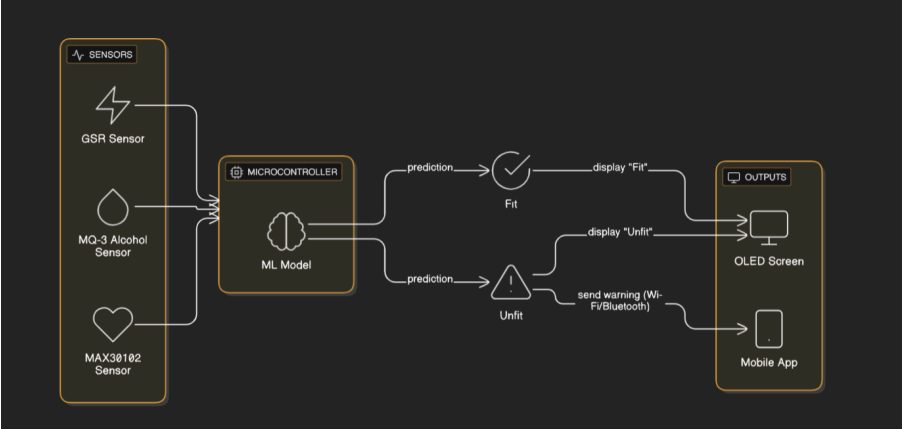 SENSORS
GSR Sensor
MQ-3 Alcohol
Sensor
MAX30102
Sensor
MICROCONTROLLER
ML Model
prediction
Fit
display "Fit"
prediction
Unfit
display "Unfit"
send warning (Wi-
Fi/Bluetooth)
OUTPUTS
OLED Screen
Mobile App